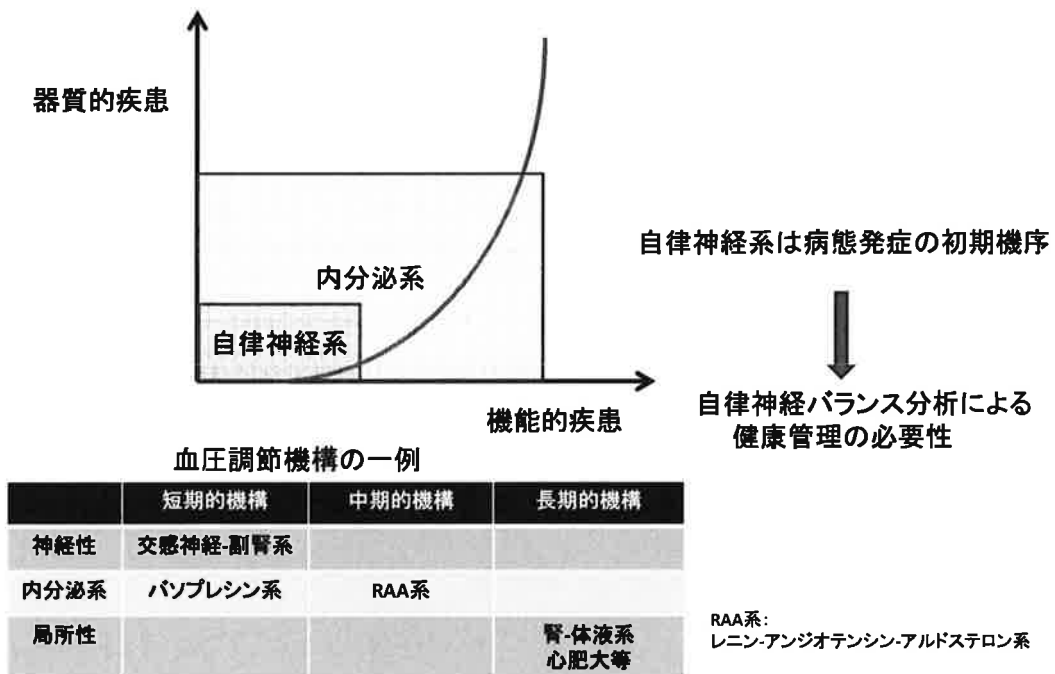 器質的疾患
内分泌系
自律神経系
機能的疾患
自律神経系は病態発症の初期機序
自律神経バランス分析による
健康管理の必要性
血圧調節機構の一例
短期的機構 中期的機構 長期的機構
神経性 交感神経-副腎系
内分泌系 バソプレシン系 RAA系
局所性 腎-体液系
心肥大等
RAA系:
レニン-アンジオテンシン-アルドステロン系